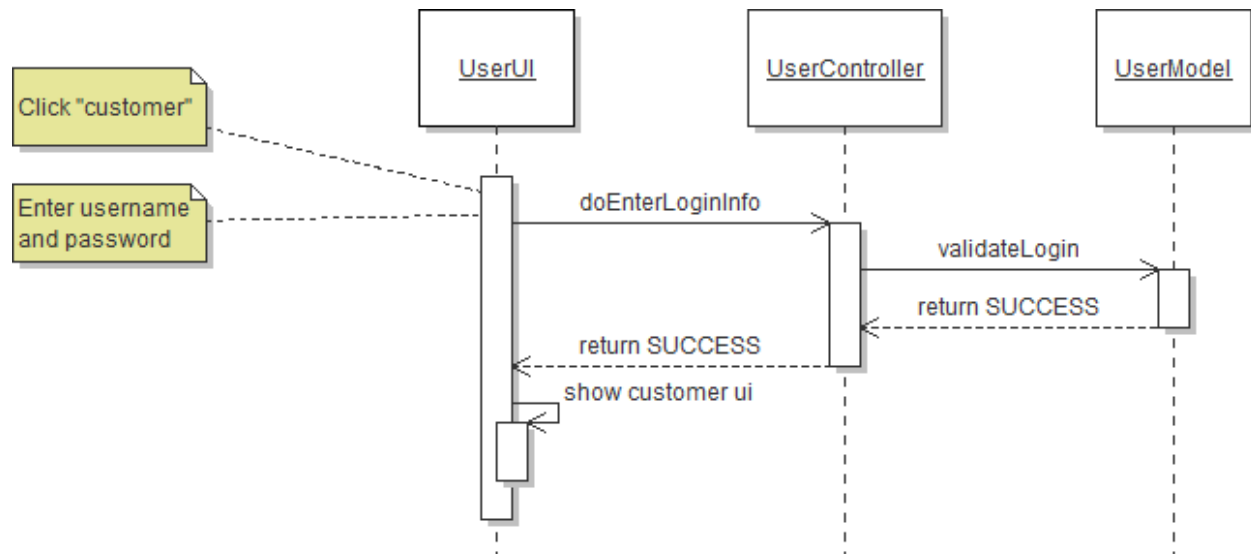 UserUI
UserController
UserModel
Click "customer"
Enter username
and password
doEnterLoginInfo
validateLogin
return SUCCESS
return SUCCESS
show customer ui